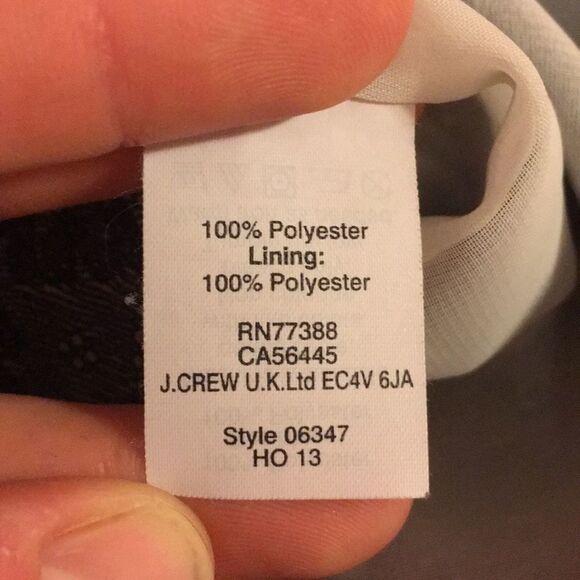 100% Polyester
Lining:
100% Polyester
RN77388
CA56445
J.CREW U.K.Ltd EC4V 6JA
Style 06347
HO 13